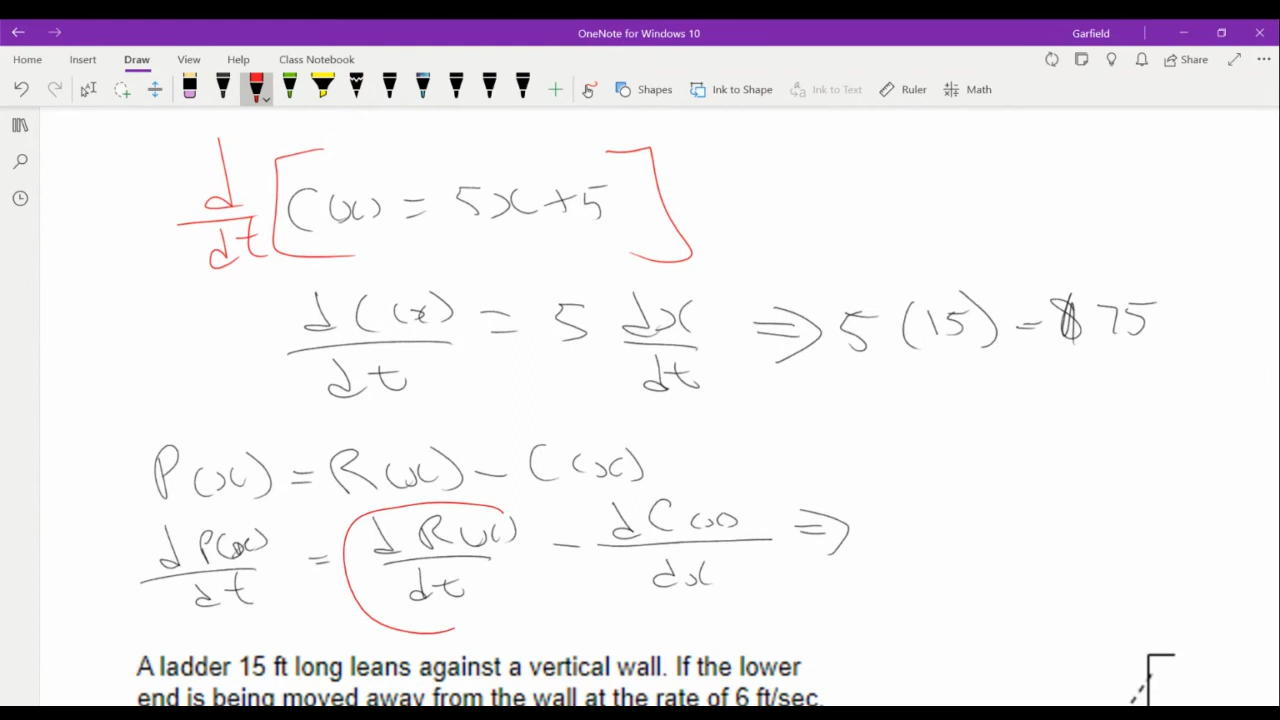 OneNote for Windows 10
Garfield
Home Insert Draw View Help Class Notebook
Share
Shapes Ink to Shape Ink to Text Ruler Math
d/dt [C(x) = 5x + 5]
dC(x)/dt = 5 dx/dt ⇒ 5(15) = $75
P(x) = R(x) - C(x)
dP(x)/dt = dR(x)/dt - dC(x)/dx ⇒
A ladder 15 ft long leans against a vertical wall. If the lower
end is being moved away from the wall at the rate of 6 ft/sec,